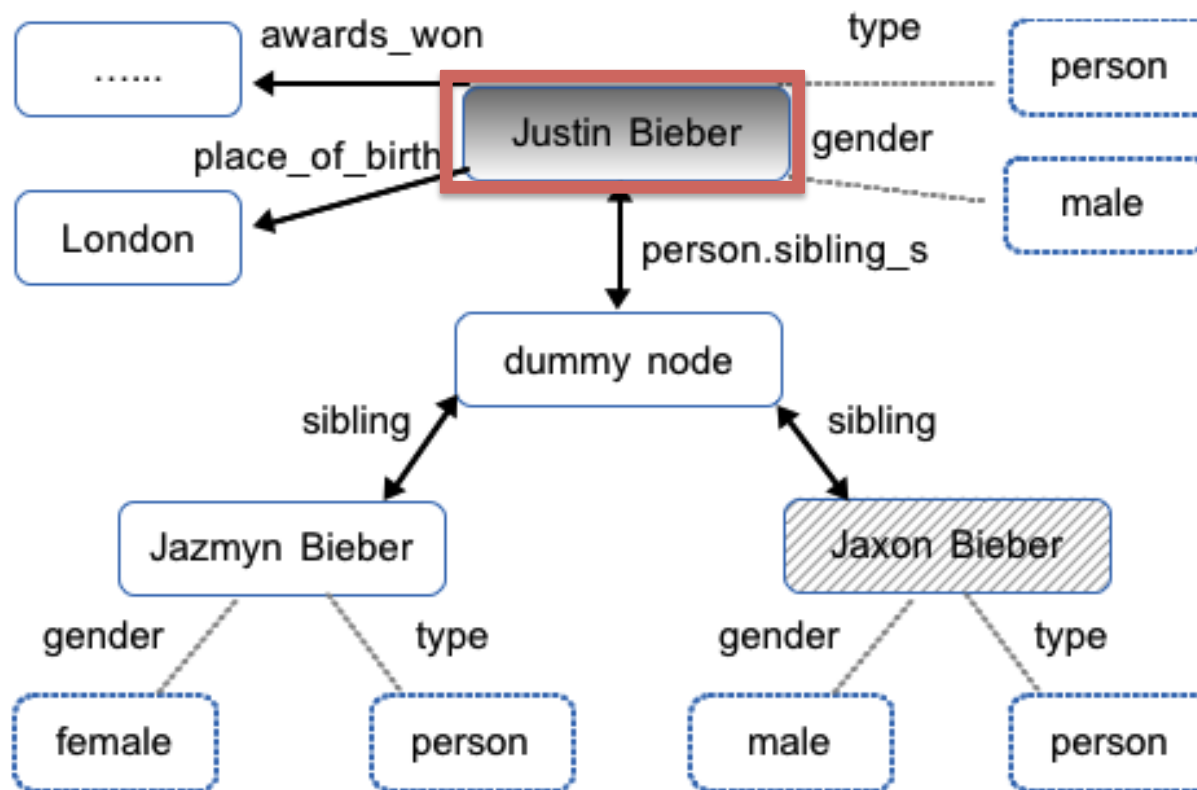 awards_won
type
......
person
Justin Bieber
gender
place_of_birth
male
London
person.sibling_s
dummy node
sibling
sibling
Jazmyn Bieber
Jaxon Bieber
gender
type
gender
type
female
person
male
person